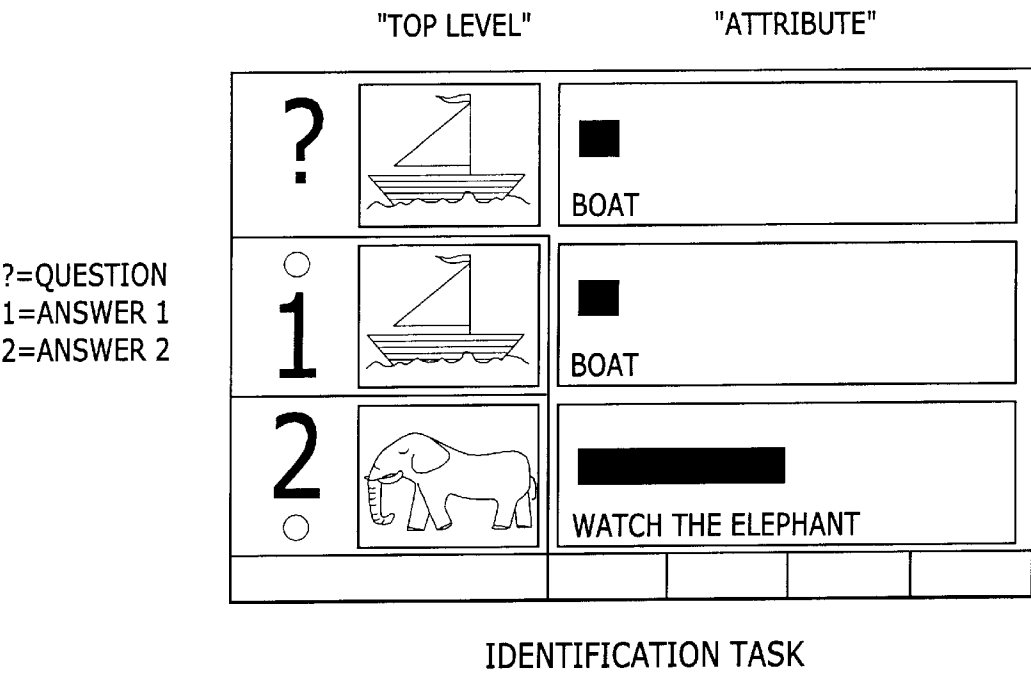 "TOP LEVEL" "ATTRIBUTE"
?
BOAT
?=QUESTION
1=ANSWER 1
2=ANSWER 2
1
BOAT
2
WATCH THE ELEPHANT
IDENTIFICATION TASK